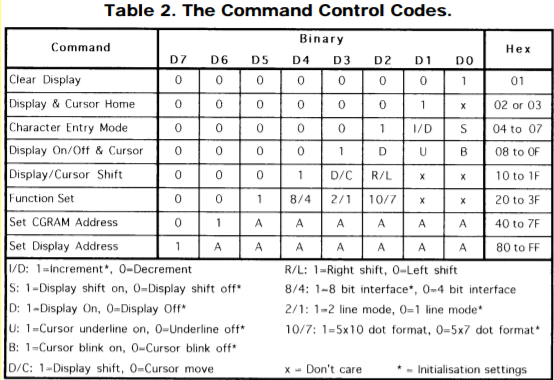 Table 2. The Command Control Codes.
Command Binary Hex
D7 D6 D5 D4 D3 D2 D1 D0
Clear Display 0 0 0 0 0 0 0 1 01
Display & Cursor Home 0 0 0 0 0 0 1 x 02 or 03
Character Entry Mode 0 0 0 0 0 1 I/D S 04 to 07
Display On/Off & Cursor 0 0 0 0 1 D U B 08 to 0F
Display/Cursor Shift 0 0 0 1 D/C R/L x x 10 to 1F
Function Set 0 0 1 8/4 2/1 10/7 x x 20 to 3F
Set CGRAM Address 0 1 A A A A A A 40 to 7F
Set Display Address 1 A A A A A A A 80 to FF
I/D: 1=Increment*, 0=Decrement R/L: 1=Right shift, 0=Left shift
S: 1=Display shift on, 0=Display shift off* 8/4: 1=8 bit interface*, 0=4 bit interface
D: 1=Display On, 0=Display Off* 2/1: 1=2 line mode, 0=1 line mode*
U: 1=Cursor underline on, 0=Underline off* 10/7: 1=5x10 dot format, 0=5x7 dot format*
B: 1=Cursor blink on, 0=Cursor blink off*
D/C: 1=Display shift, 0=Cursor move x = Don't care * = Initialisation settings